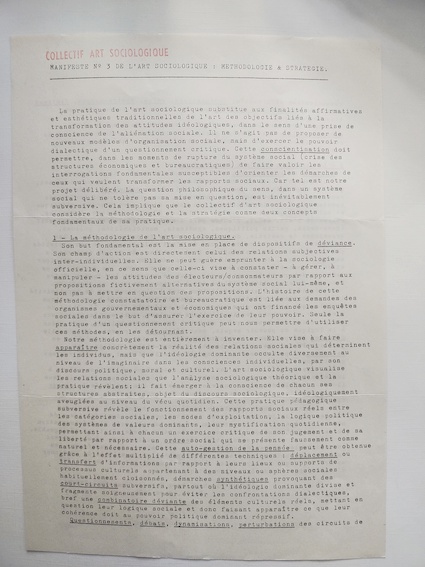 COLLECTIF ART SOCIOLOGIQUE
MANIFESTE N° 3 DE L'ART SOCIOLOGIQUE : METHODOLOGIE & STRATEGIE.
La pratique de l'art sociologique substitue aux finalités affirmatives
et esthétiques traditionnelles de l'art des objectifs liés à la
transformation des attitudes idéologiques, dans le sens d'une prise de
conscience de l'aliénation sociale. Il ne s'agit pas de proposer de
nouveaux modèles d'organisation sociale, mais d'exercer le pouvoir
dialectique d'un questionnement critique. Cette conscientisation doit
permettre, dans les moments de rupture du système social (crise des
structures économiques et bureaucratiques) de faire valoir les
interrogations fondamentales susceptibles d'orienter les démarches de
ceux qui veulent transformer les rapports sociaux. Car tel est notre
projet délibéré. La question philosophique du sens, dans un système
social qui ne tolère pas sa mise en question, est inévitablement
subversive. Cela implique que le collectif d'art sociologique
considère la méthodologie et la stratégie comme deux concepts
fondamentaux de sa pratique.
1 - La méthodologie de l'art sociologique.
Son but fondamental est la mise en place de dispositifs de déviance.
Son champ d'action est directement celui des relations subjectives
inter-individuelles. Elle ne peut guère emprunter à la sociologie
officielle, en ce sens que celle-ci vise à constater - à gérer, à
manipuler - les attitudes des électeurs/consommateurs par rapport aux
propositions fictivement alternatives du système social lui-même, et
non pas à mettre en question ces propositions. L'histoire de cette
méthodologie constatataire et bureaucratique est liée aux demandes des
organismes gouvernementaux et économiques qui ont financé les enquêtes
sociales dans le but d'assurer l'exercice de leur pouvoir. Seule la
pratique d'un questionnement critique peut nous permettre d'utiliser
ces méthodes, en les détournant.
Notre méthodologie est entièrement à inventer. Elle vise à faire
apparaître concrètement la réalité des relations sociales qui déterminent
les individus, mais que l'idéologie dominante occulte diversement au
niveau de l'imaginaire dans les consciences individuelles, par son
discours politique, moral et culturel. L'art sociologique visualise
les relations sociales que l'analyse sociologique théorique et la
pratique révèlent; il fait émerger à la conscience de chacun ces
structures abstraites, objet du discours sociologique, idéologiquement
aveuglées au niveau du vécu quotidien. Cette pratique pédagogique
subversive révèle le fonctionnement des rapports sociaux réels entre
les catégories sociales, les modes d'exploitation, la logique politique
des systèmes de valeurs dominants, leur mystification quotidienne,
permettant ainsi à chacun un exercice critique de son jugement et de sa
liberté par rapport à un ordre social qui se présente faussement comme
naturel et nécessaire. Cette auto-gestion de la pensée, peut être obtenue
grâce à l'effet multiplié de différentes techniques : déplacement ou
transfert d'informations par rapport à leurs lieux ou supports de
processus culturels appartenant à des niveaux ou sphères sociales
habituellement cloisonnés, démarches synthétiques provoquant des
court-circuits subversifs, partout où l'idéologie dominante divise et
fragmente soigneusement pour éviter les confrontations dialectiques,
bref une combinatoire déviante des éléments culturels réels, mettant en
question leur logique sociale et donc faisant apparaître ce que leur
cohérence doit au pouvoir politique dominant répressif.
Questionnements, dénais, dynamisations, perturbations des circuits de